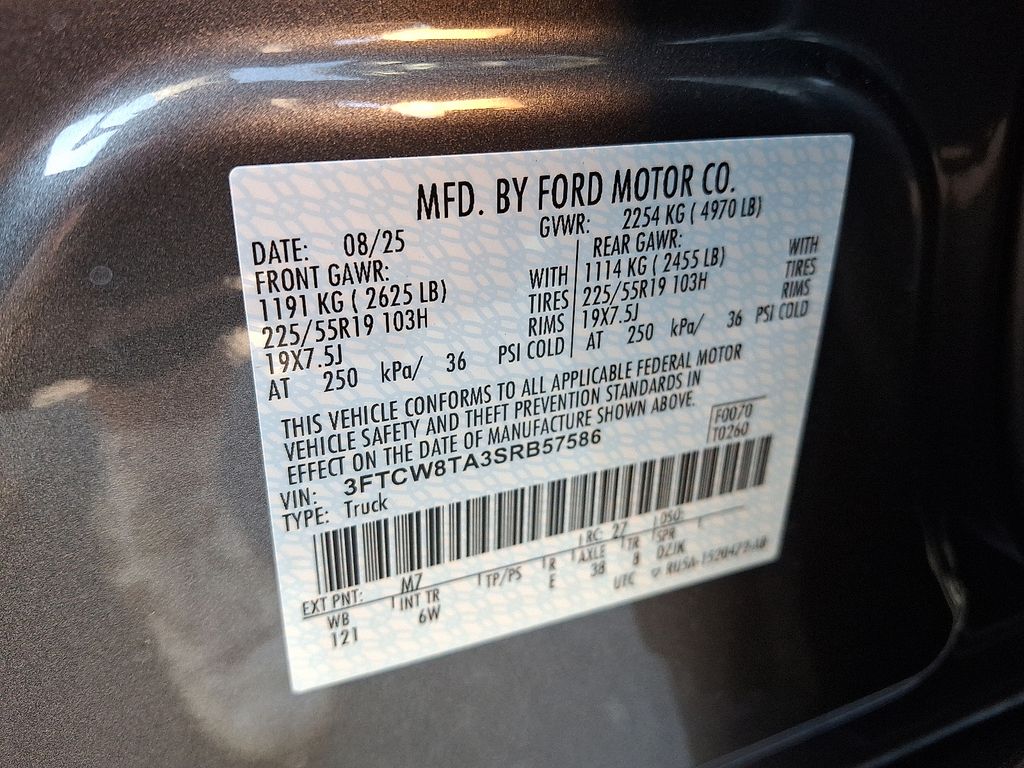 MFD. BY FORD MOTOR CO.
DATE: 08/25 GVWR: 2254 KG ( 4970 LB)
FRONT GAWR: REAR GAWR:
1191 KG ( 2625 LB) WITH 1114 KG ( 2455 LB) WITH
225/55R19 103H TIRES 225/55R19 103H TIRES
19X7.5J RIMS 19X7.5J RIMS
AT 250 kPa/ 36 PSI COLD AT 250 kPa/ 36 PSI COLD
THIS VEHICLE CONFORMS TO ALL APPLICABLE FEDERAL MOTOR
VEHICLE SAFETY AND THEFT PREVENTION STANDARDS IN
EFFECT ON THE DATE OF MANUFACTURE SHOWN ABOVE.
F0070
T0260
VIN: 3FTCW8TA3SRB57586
TYPE: Truck
EXT PNT: M7 RC: 27 DSO:
WB INT TR TP/PS R AXLE TR SPR
121 6W E 38 8 DZJK
UTC